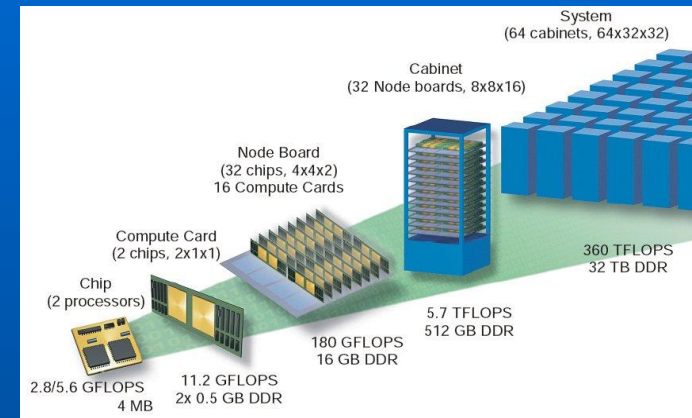 System
(64 cabinets, 64x32x32)
Cabinet
(32 Node boards, 8x8x16)
Node Board
(32 chips, 4x4x2)
16 Compute Cards
Compute Card
(2 chips, 2x1x1)
Chip
(2 processors)
2.8/5.6 GFLOPS
4 MB
11.2 GFLOPS
2x 0.5 GB DDR
180 GFLOPS
16 GB DDR
5.7 TFLOPS
512 GB DDR
360 TFLOPS
32 TB DDR